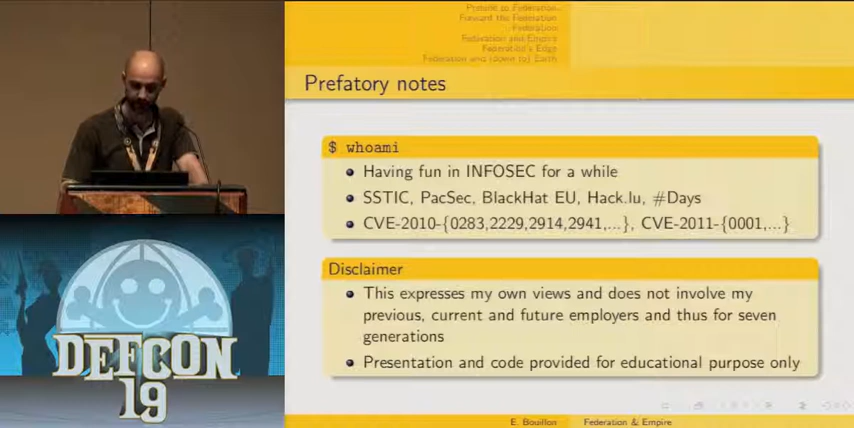 Prelude to Federation
Forward the Federation
Federation
Federation and Empire
Federation's Edge
Federation and (down to) Earth
Prefatory notes
$ whoami
Having fun in INFOSEC for a while
SSTIC, PacSec, BlackHat EU, Hack.lu, #Days
CVE-2010-{0283,2229,2914,2941,...}, CVE-2011-{0001,...}
Disclaimer
This expresses my own views and does not involve my
previous, current and future employers and thus for seven
generations
Presentation and code provided for educational purpose only
E. Bouillon Federation & Empire
DEFCON
19